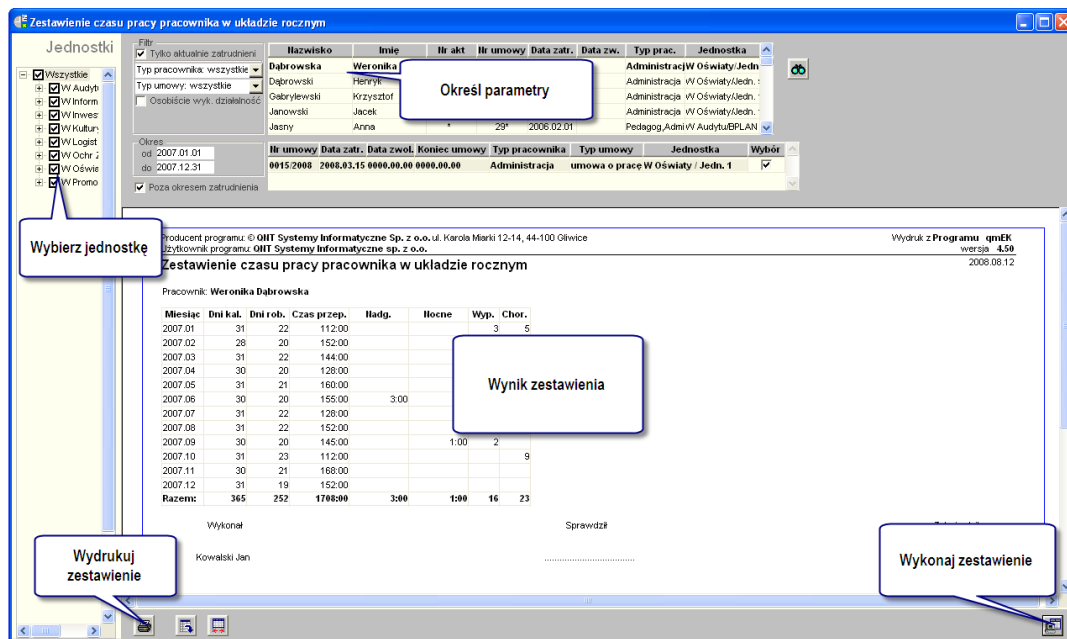 Zestawienie czasu pracy pracownika w układzie rocznym
Jednostki
Wszystkie
W Audyt
W Inform
W Inwes
W Kultur
W Logist
W Ochr
W Oświe
W Promo
Filtr
Tylko aktualnie zatrudnieni
Typ pracownika: wszystkie
Typ umowy: wszystkie
Osobiście wyk. działalność
Okres
od 2007.01.01
do 2007.12.31
Poza okresem zatrudnienia
Nazwisko Imię Nr akt Nr umowy Data zatr. Data zw. Typ prac. Jednostka
Dąbrowska Weronika Administracj W Oświaty/Jedn
Dąbrowski Henryk Administracja W Oświaty/Jedn.
Gabrylewski Krzysztof Administracja W Oświaty/Jedn.
Janowski Jacek Administracja W Oświaty/Jedn.
Jasny Anna * 29* 2006.02.01 Pedagog,Admi W Audytu/BPLAN
Określ parametry
Nr umowy Data zatr. Data zwol. Koniec umowy Typ pracownika Typ umowy Jednostka Wybór
0015/2008 2008.03.15 0000.00.00 0000.00.00 Administracja umowa o pracę W Oświaty / Jedn. 1
Wybierz jednostkę
Producent programu: © QNT Systemy Informatyczne Sp. z o.o. ul. Karola Miarki 12-14, 44-100 Gliwice
Wydruk z Programu qmEK
Użytkownik programu: QNT Systemy Informatyczne sp. z o.o.
wersja 4.50
Zestawienie czasu pracy pracownika w układzie rocznym
2008.08.12
Pracownik: Weronika Dąbrowska
Miesiąc Dni kal. Dni rob. Czas przep. Nadg. Nocne Wyp. Chor.
2007.01 31 22 112:00 3 5
2007.02 28 20 152:00
2007.03 31 22 144:00
2007.04 30 20 128:00
2007.05 31 21 160:00
2007.06 30 20 155:00 3:00
2007.07 31 22 128:00
2007.08 31 22 152:00
2007.09 30 20 145:00 1:00 2
2007.10 31 23 112:00 9
2007.11 30 21 168:00
2007.12 31 19 152:00
Razem: 365 252 1708:00 3:00 1:00 16 23
Wynik zestawienia
Wykonał
Sprawdził
Kowalski Jan
Wydrukuj
zestawienie
Wykonaj zestawienie